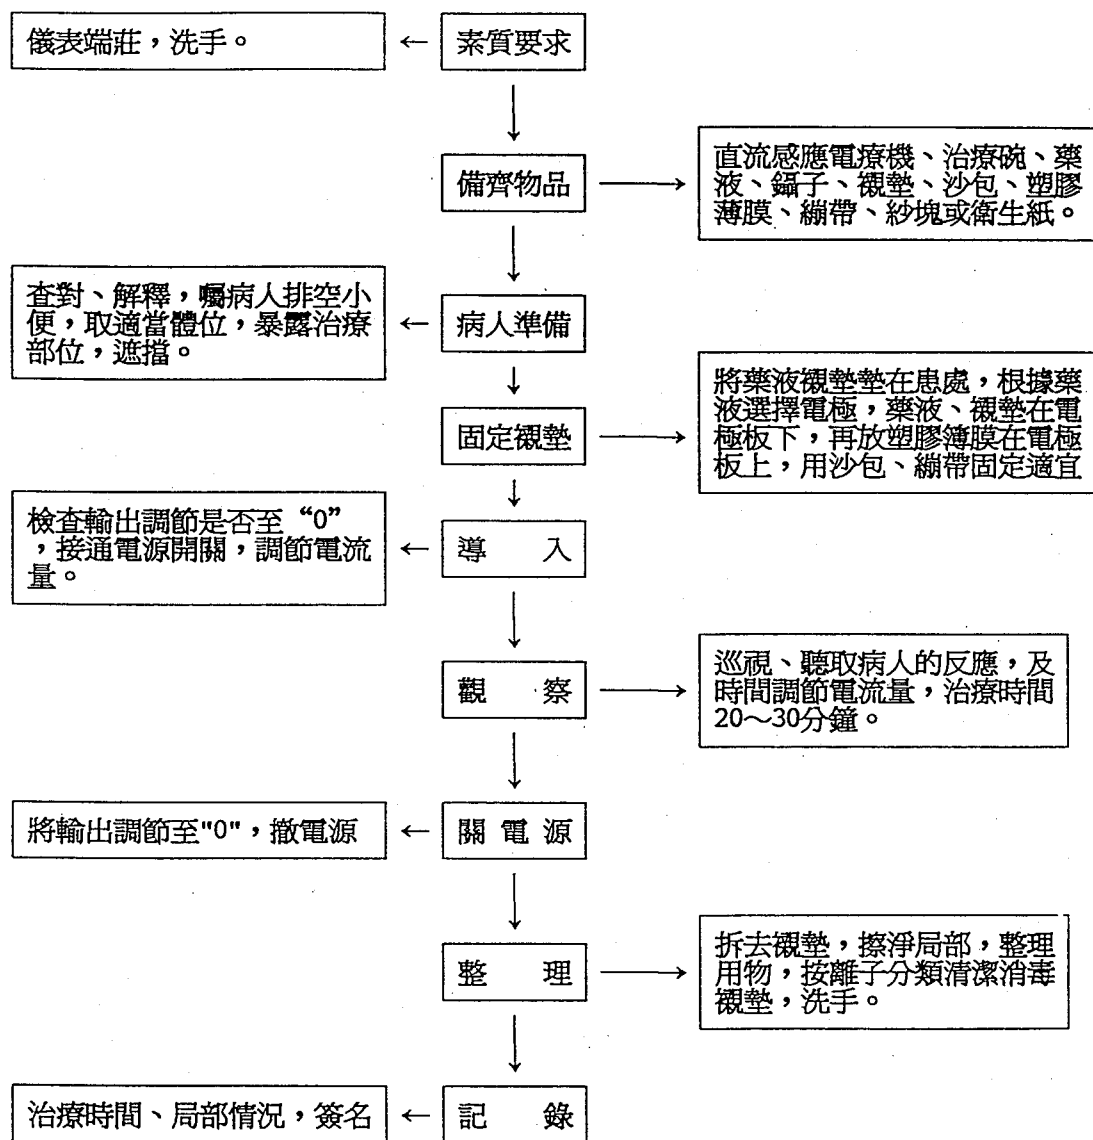 儀表端莊，洗手。
素質要求
備齊物品
直流感應電療機、治療碗、藥
液、鑷子、襯墊、沙包、塑膠
薄膜、繃帶、紗塊或衛生紙。
查對、解釋，囑病人排空小
便，取適當體位，暴露治療
部位，遮擋。
病人準備
固定襯墊
將藥液襯墊墊在患處，根據藥
液選擇電極，藥液、襯墊在電
極板下，再放塑膠簿膜在電極
板上，用沙包、繃帶固定適宜
檢查輸出調節是否至“0”
，接通電源開關，調節電流
量。
導入
觀察
巡視、聽取病人的反應，及
時間調節電流量，治療時間
20～30分鐘。
將輸出調節至"0"，撤電源
關電源
整理
拆去襯墊，擦淨局部，整理
用物，按離子分類清潔消毒
襯墊，洗手。
治療時間、局部情況，簽名
記錄